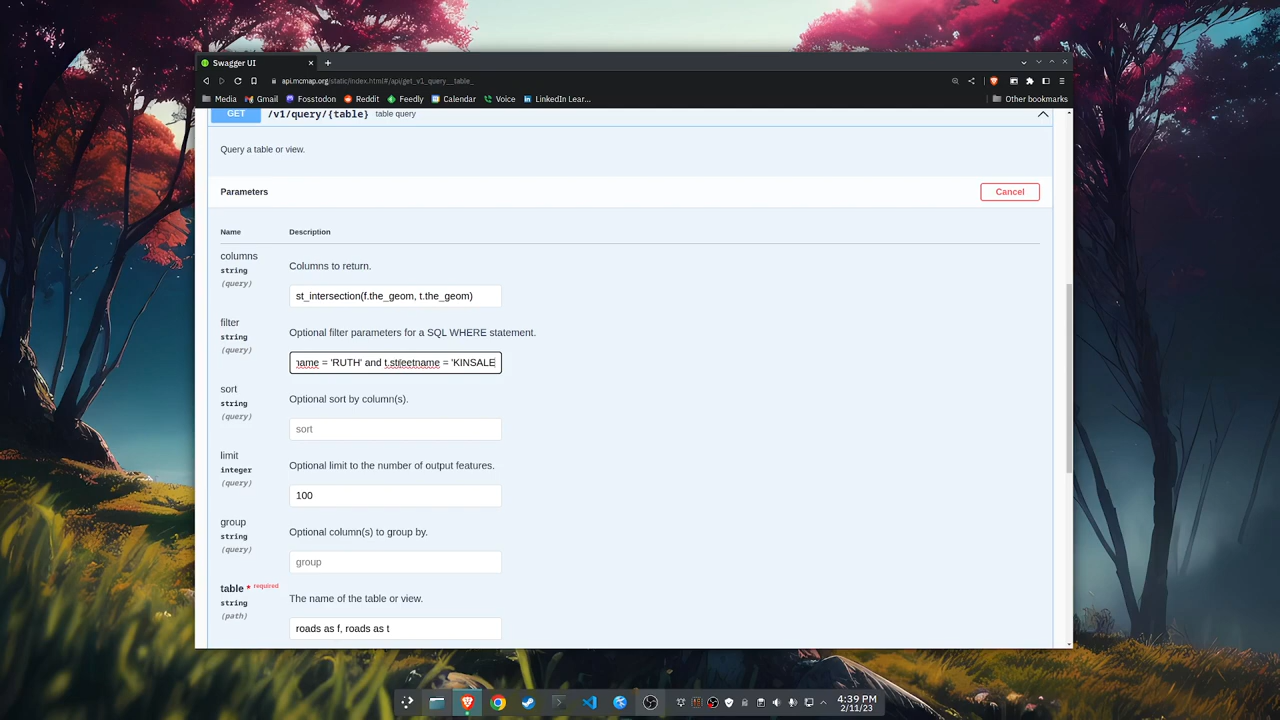 Swagger UI
api.mcmap.org/static/index.html#/api/get_v1_query__table_
Media Gmail Fosstodon Reddit Feedly Calendar Voice LinkedIn Lear... Other bookmarks
GET /v1/query/{table} table query
Query a table or view.
Parameters Cancel
Name Description
columns
string
(query)
Columns to return.
st_intersection(f.the_geom, t.the_geom)
filter
string
(query)
Optional filter parameters for a SQL WHERE statement.
name = 'RUTH' and t.streetname = 'KINSALE
sort
string
(query)
Optional sort by column(s).
sort
limit
integer
(query)
Optional limit to the number of output features.
100
group
string
(query)
Optional column(s) to group by.
group
table * required
string
(path)
The name of the table or view.
roads as f, roads as t
4:39 PM
2/11/23